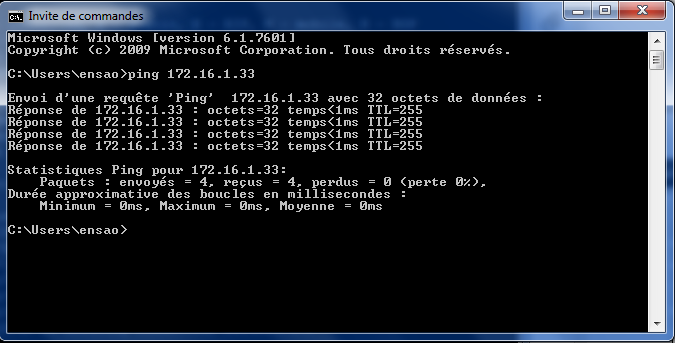 Invite de commandes
Microsoft Windows [version 6.1.7601]
Copyright (c) 2009 Microsoft Corporation. Tous droits réservés.
C:\Users\ensao>ping 172.16.1.33
Envoi d'une requête 'Ping'  172.16.1.33 avec 32 octets de données :
Réponse de 172.16.1.33 : octets=32 temps<1ms TTL=255
Réponse de 172.16.1.33 : octets=32 temps<1ms TTL=255
Réponse de 172.16.1.33 : octets=32 temps<1ms TTL=255
Réponse de 172.16.1.33 : octets=32 temps<1ms TTL=255
Statistiques Ping pour 172.16.1.33:
    Paquets : envoyés = 4, reçus = 4, perdus = 0 (perte 0%),
Durée approximative des boucles en millisecondes :
    Minimum = 0ms, Maximum = 0ms, Moyenne = 0ms
C:\Users\ensao>